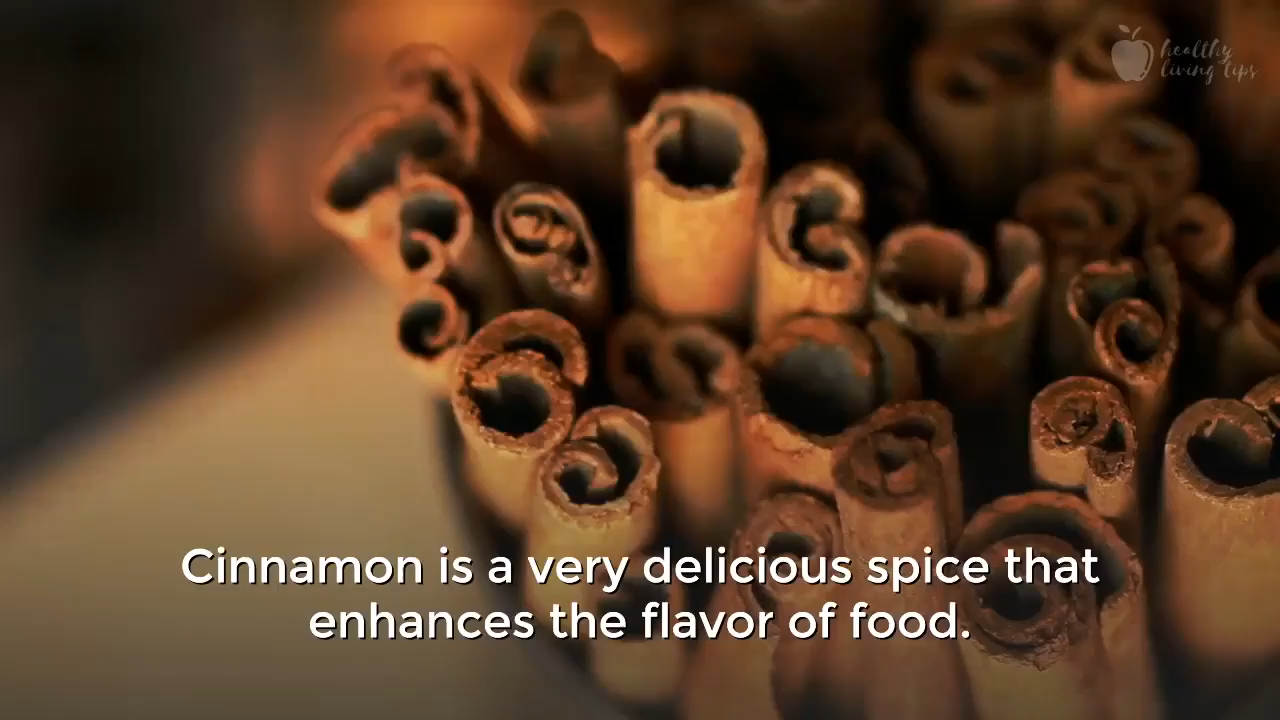 healthy
living tips
Cinnamon is a very delicious spice that
enhances the flavor of food.